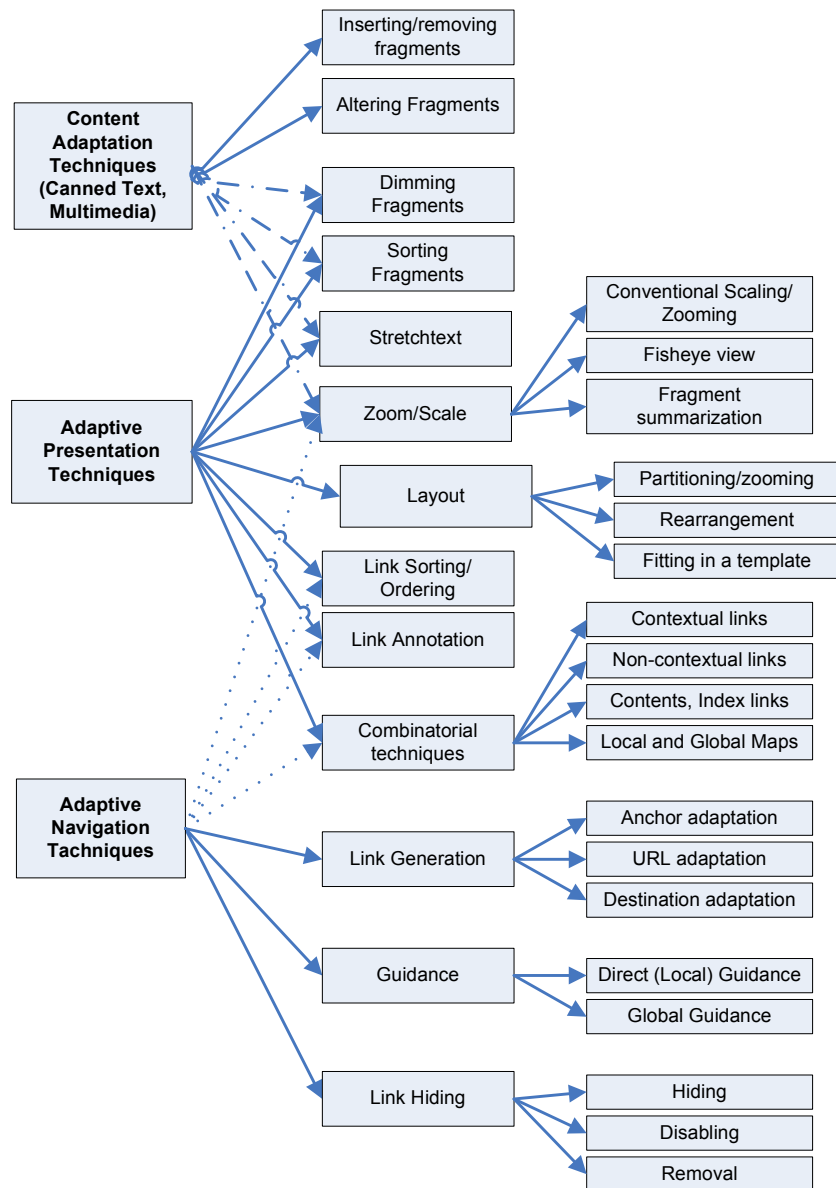 Inserting/removing
fragments
Altering Fragments
Content
Adaptation
Techniques
(Canned Text,
Multimedia)
Dimming
Fragments
Sorting
Fragments
Stretchtext
Zoom/Scale
Conventional Scaling/
Zooming
Fisheye view
Fragment
summarization
Adaptive
Presentation
Techniques
Layout
Partitioning/zooming
Rearrangement
Fitting in a template
Link Sorting/
Ordering
Link Annotation
Combinatorial
techniques
Contextual links
Non-contextual links
Contents, Index links
Local and Global Maps
Adaptive
Navigation
Tachniques
Link Generation
Anchor adaptation
URL adaptation
Destination adaptation
Guidance
Direct (Local) Guidance
Global Guidance
Link Hiding
Hiding
Disabling
Removal